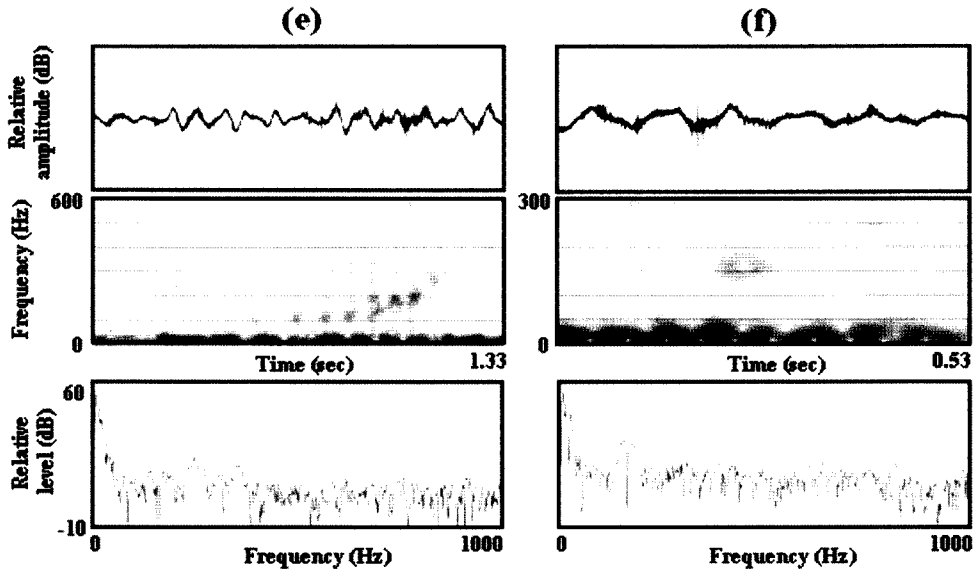 (e) (f)
Relative
amplitude (dB)
600 300
Frequency (Hz)
0 Time (sec) 1.33 0 Time (sec) 0.53
60
Relative
level (dB)
-10
0 Frequency (Hz) 1000 0 Frequency (Hz) 1000